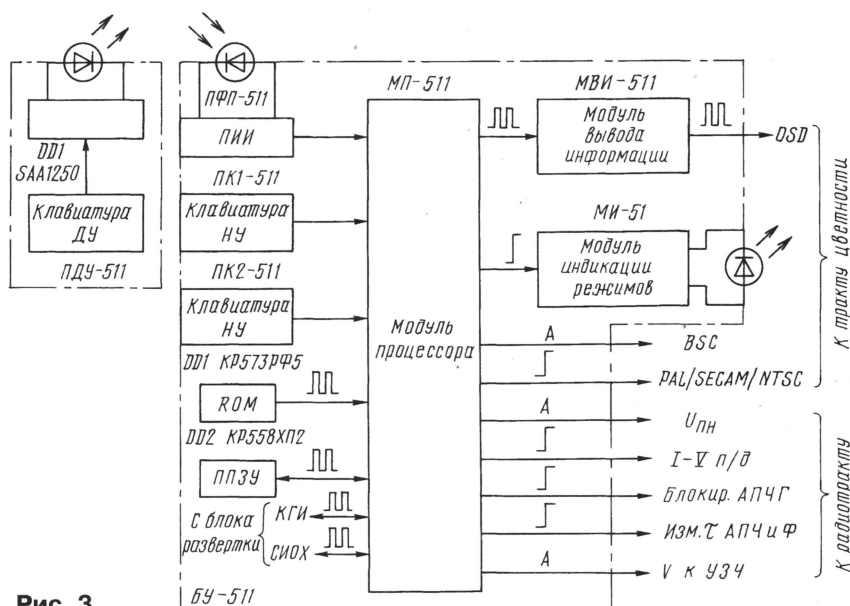 DD1
SAA1250
Клавиатура
ДУ
ПДУ-511
ПФП-511
ПИИ
ПК1-511
Клавиатура
НУ
ПК2-511
Клавиатура
НУ
DD1 КР573РФ5
ROM
DD2 КР558ХП2
ППЗУ
С блока
развертки
КГИ
СИОХ
БУ-511
МП-511
Модуль
процессора
МВИ-511
Модуль
вывода
информации
OSD
МИ-51
Модуль
индикации
режимов
A
BSC
PAL/SECAM/NTSC
A
UПН
I-V п/д
Блокир. АПЧГ
Изм.τ АПЧ и Ф
A
V к УЗЧ
К тракту цветности
К радиотракту
Рис. 3